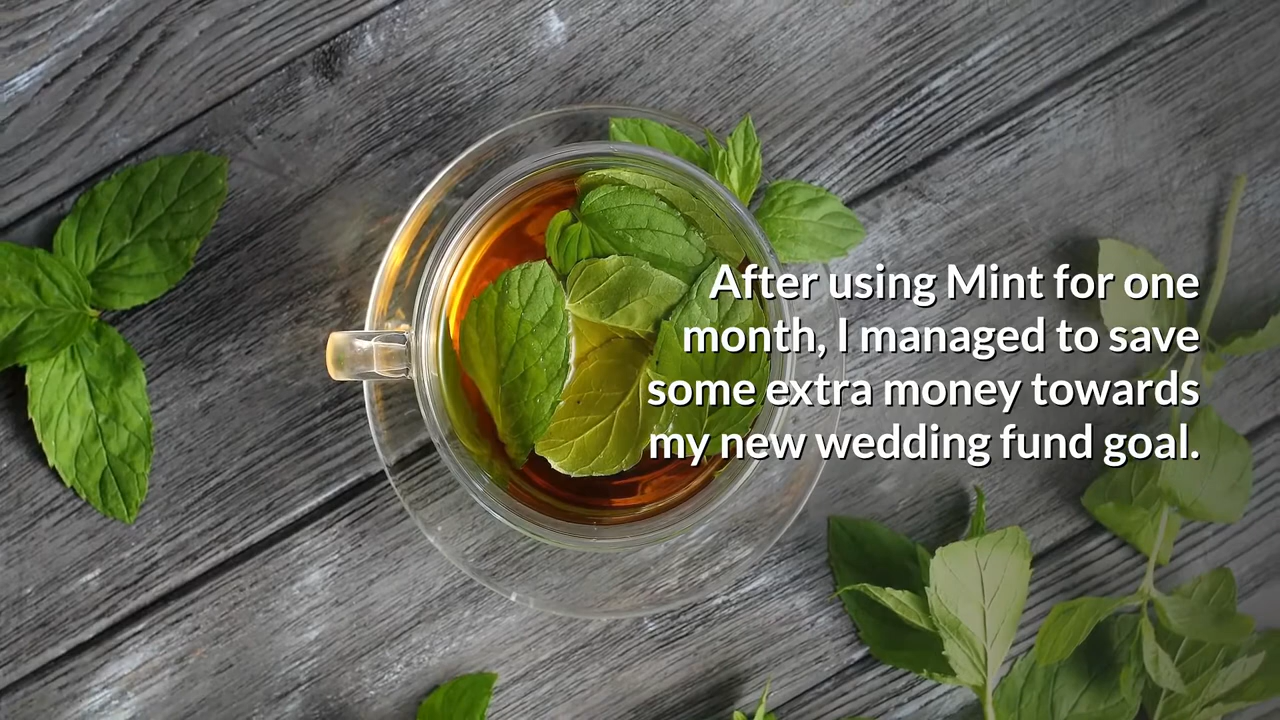 After using Mint for one
month, I managed to save
some extra money towards
my new wedding fund goal.